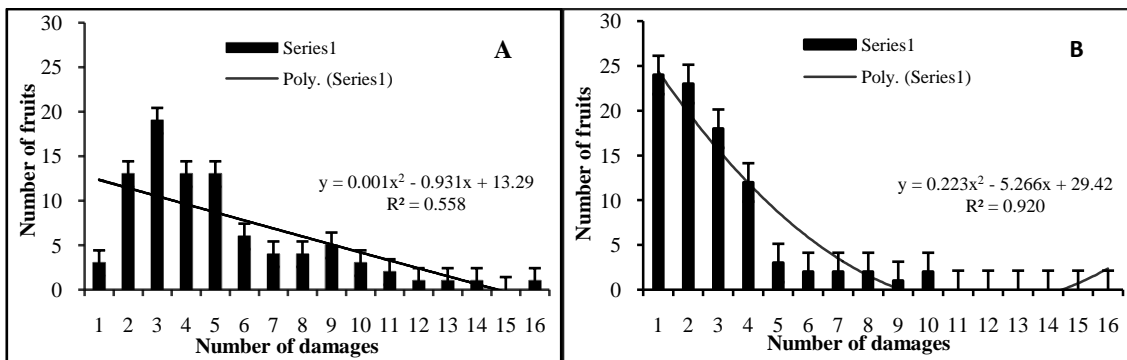 30
25
20
15
10
5
0
Number of fruits
Series1
Poly. (Series1)
A
y = 0.001x² - 0.931x + 13.29
R² = 0.558
1 2 3 4 5 6 7 8 9 10 11 12 13 14 15 16
Number of damages
30
25
20
15
10
5
0
Number of fruits
Series1
Poly. (Series1)
B
y = 0.223x² - 5.266x + 29.42
R² = 0.920
1 2 3 4 5 6 7 8 9 10 11 12 13 14 15 16
Number of damages